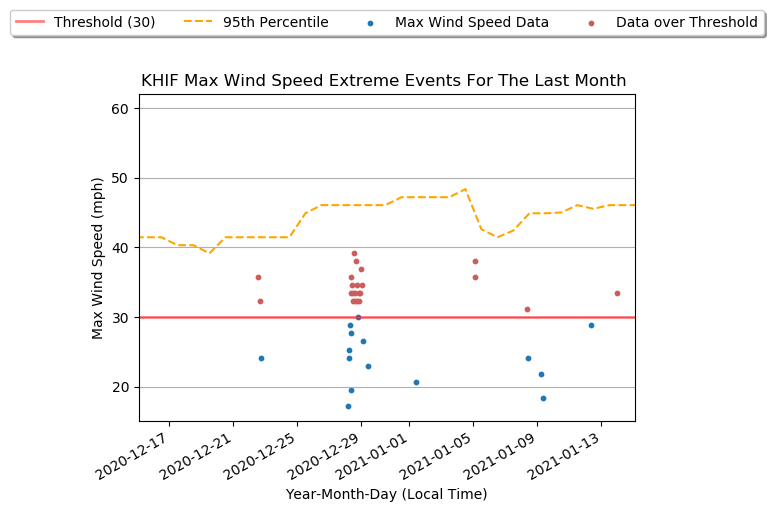 Threshold (30) 95th Percentile Max Wind Speed Data Data over Threshold
KHIF Max Wind Speed Extreme Events For The Last Month
Max Wind Speed (mph)
60
50
40
30
20
2020-12-17 2020-12-21 2020-12-25 2020-12-29 2021-01-01 2021-01-05 2021-01-09 2021-01-13
Year-Month-Day (Local Time)